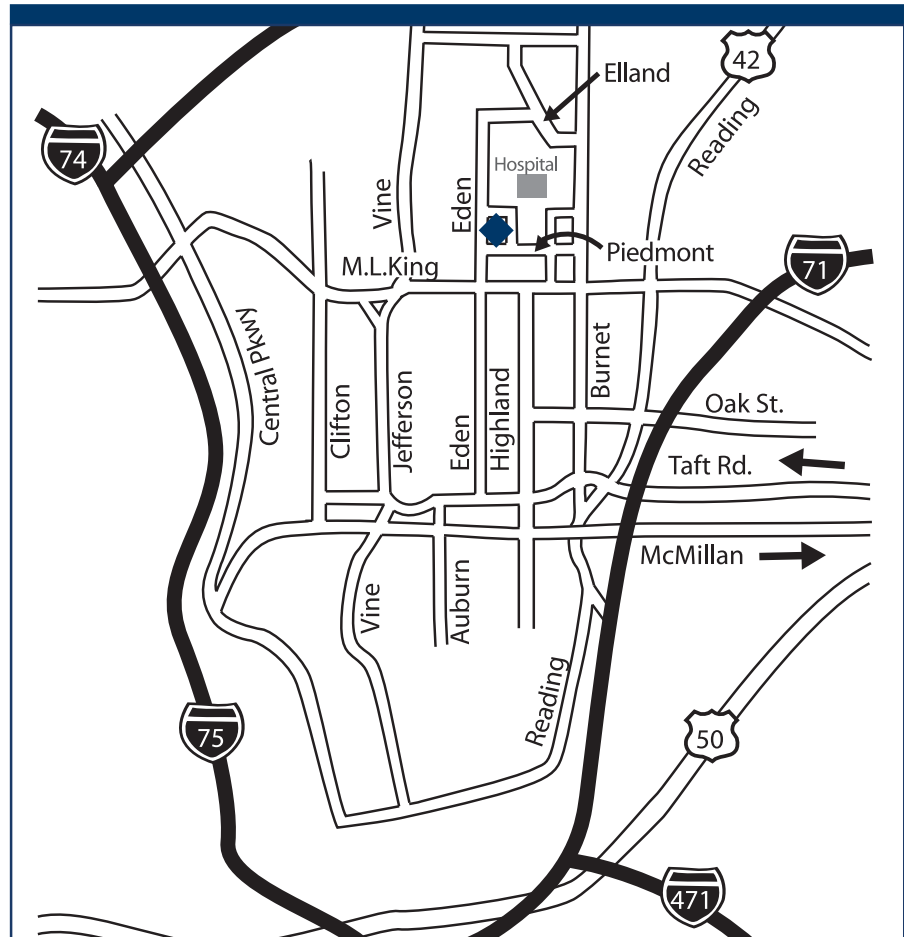 42
Elland
Reading
74
Hospital
Vine
Eden
Piedmont
M.L.King
71
Central Pkwy
Clifton
Jefferson
Eden
Highland
Burnet
Oak St.
Taft Rd.
McMillan
Vine
Auburn
Reading
75
50
471